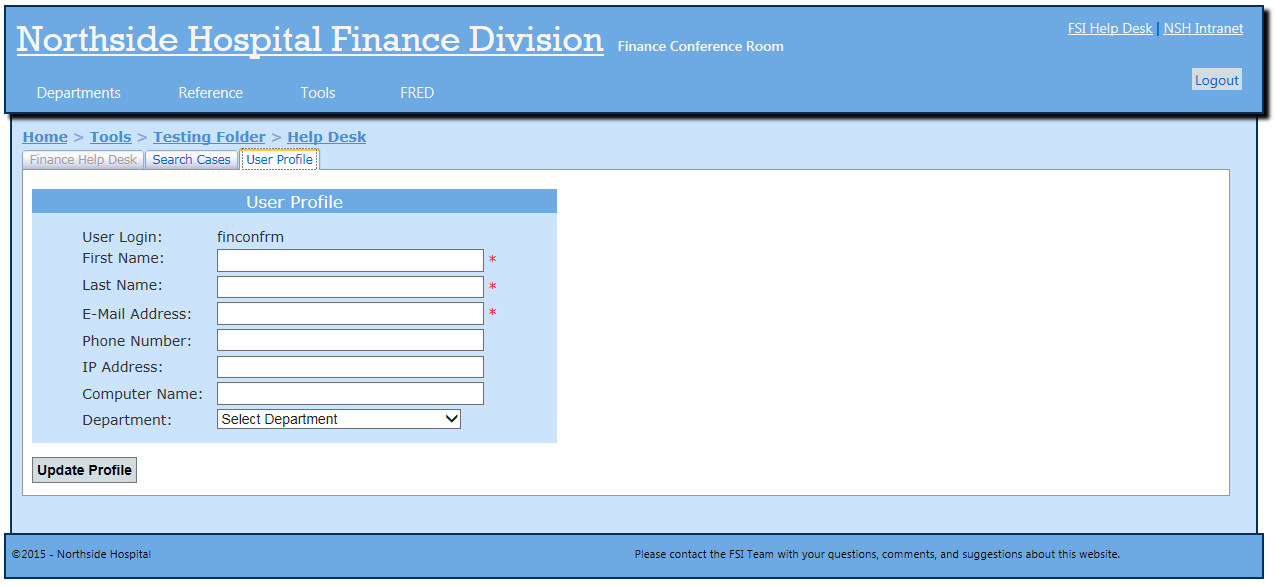 Northside Hospital Finance Division Finance Conference Room
FSI Help Desk | NSH Intranet
Logout
Departments Reference Tools FRED
Home > Tools > Testing Folder > Help Desk
Finance Help Desk Search Cases User Profile
User Profile
User Login: finconfrm
First Name: *
Last Name: *
E-Mail Address: *
Phone Number:
IP Address:
Computer Name:
Department: Select Department
Update Profile
©2015 - Northside Hospital Please contact the FSI Team with your questions, comments, and suggestions about this website.